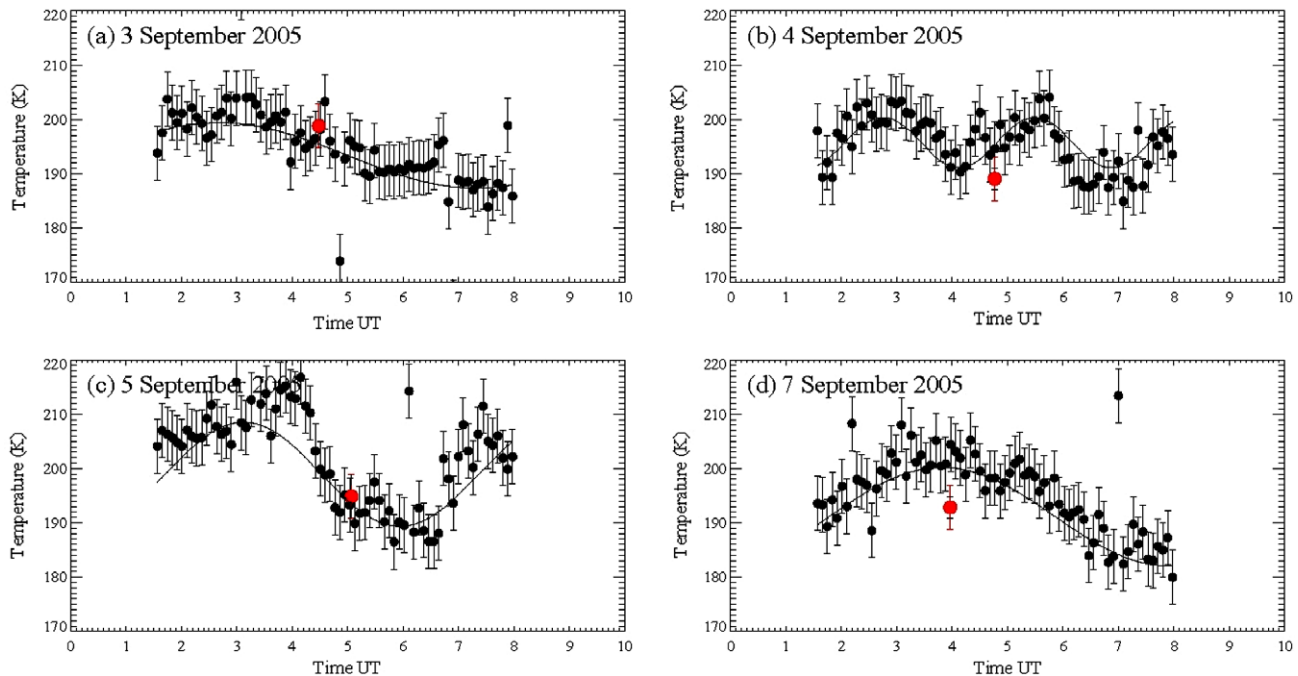 (a) 3 September 2005
220
210
200
190
180
170
Temperature (K)
0 1 2 3 4 5 6 7 8 9 10
Time UT
(b) 4 September 2005
220
210
200
190
180
170
Temperature (K)
0 1 2 3 4 5 6 7 8 9 10
Time UT
(c) 5 September 2005
220
210
200
190
180
170
Temperature (K)
0 1 2 3 4 5 6 7 8 9 10
Time UT
(d) 7 September 2005
220
210
200
190
180
170
Temperature (K)
0 1 2 3 4 5 6 7 8 9 10
Time UT